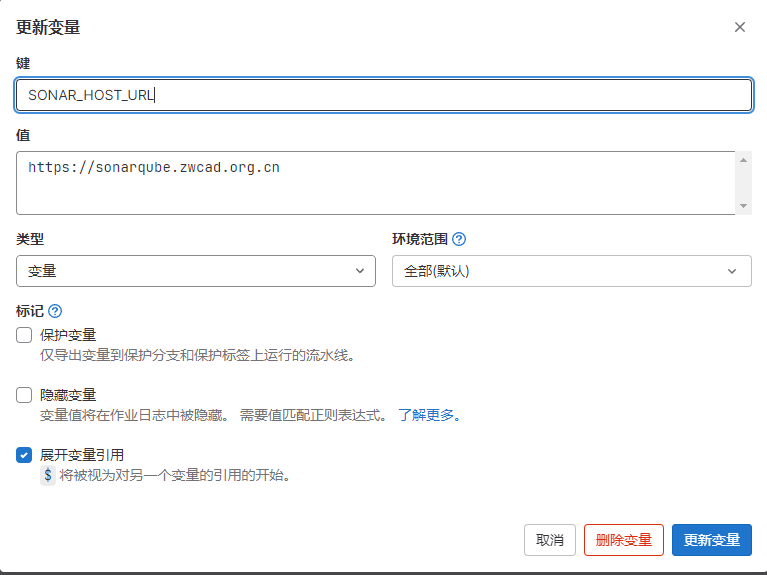 更新变量
键
SONAR_HOST_URL
值
https://sonarqube.zwcad.org.cn
类型
环境范围
变量
全部(默认)
标记
保护变量
仅导出变量到保护分支和保护标签上运行的流水线。
隐藏变量
变量值将在作业日志中被隐藏。 需要值匹配正则表达式。 了解更多。
展开变量引用
$ 将被视为对另一个变量的引用的开始。
取消
删除变量
更新变量